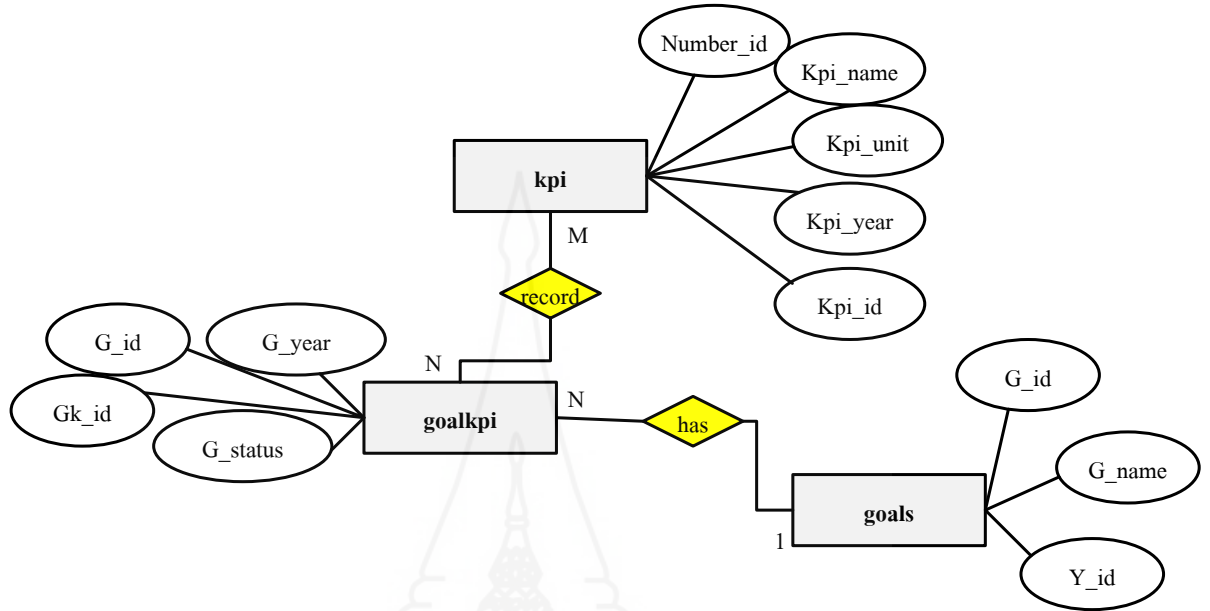 Number_id
Kpi_name
Kpi_unit
kpi
Kpi_year
M
record
Kpi_id
G_id
G_year
N
G_id
Gk_id
goalkpi
N
has
G_status
G_name
goals
1
Y_id